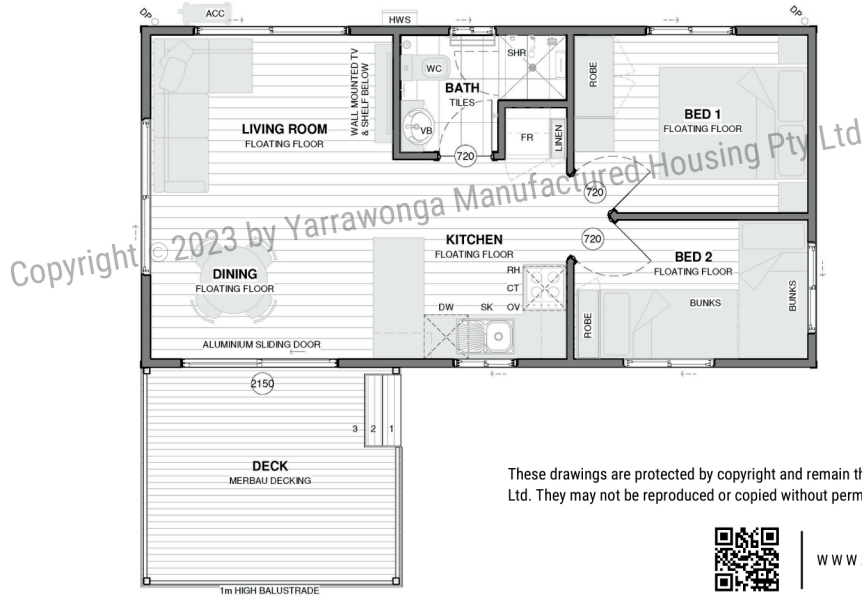 DP
ACC
HWS
DP
WALL MOUNTED TV
& SHELF BELOW
WC
SHR
BATH
TILES
VB
ROBE
BED 1
FLOATING FLOOR
LIVING ROOM
FLOATING FLOOR
FR
LINEN
720
720
Copyright © 2023 by Yarrawonga Manufactured Housing Pty Ltd
KITCHEN
FLOATING FLOOR
720
BED 2
FLOATING FLOOR
DINING
FLOATING FLOOR
RH
CT
DW SK OV
ROBE
BUNKS
BUNKS
ALUMINIUM SLIDING DOOR
2150
3 2 1
DECK
MERBAU DECKING
1m HIGH BALUSTRADE
These drawings are protected by copyright and remain th
Ltd. They may not be reproduced or copied without perm
WWW.